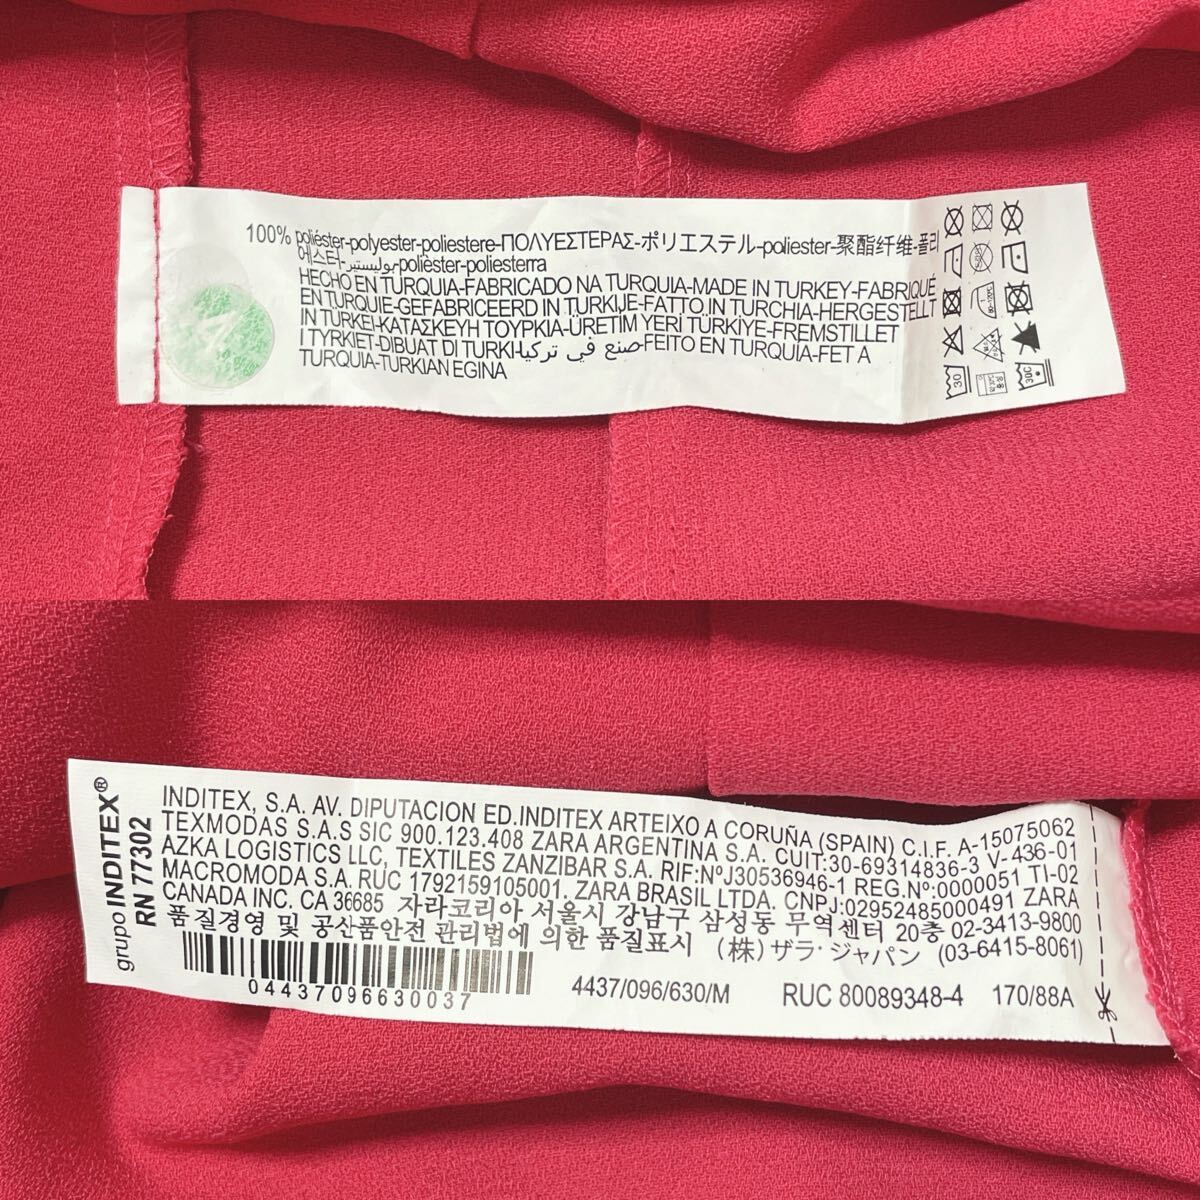 100% poliéster-polyester-poliestere-ΠΟΛΥΕΣΤΕΡΑΣ-ポリエステル-poliester-聚酯纤维-폴리
에스터-بوليستير-polièster-poliesterra
HECHO EN TURQUIA-FABRICADO NA TURQUIA-MADE IN TURKEY-FABRIQUÉ
EN TURQUIE-GEFABRICEERD IN TURKIJE-FATTO IN TURCHIA-HERGESTELLT
IN TÜRKEI-ΚΑΤΑΣΚΕΥΗ ΤΟΥΡΚΙΑ-ÜRETIM YERİ TÜRKİYE-FREMSTILLET
I TYRKIET-DIBUAT DI TURKI-صنع في تركيا-FEITO EN TURQUIA-FET A
TURQUIA-TURKIAN EGINA
30
30C
grupo INDITEX®
RN 77302
INDITEX, S.A. AV. DIPUTACION ED.INDITEX ARTEIXO A CORUÑA (SPAIN) C.I.F. A-15075062
TEXMODAS S.A.S SIC 900.123.408 ZARA ARGENTINA S.A. CUIT:30-69314836-3 V-436-01
AZKA LOGISTICS LLC, TEXTILES ZANZIBAR S.A. RIF:NºJ30536946-1 REG.Nº:0000051 TI-02
MACROMODA S.A. RUC 1792159105001. ZARA BRASIL LTDA. CNPJ:02952485000491 ZARA
CANADA INC. CA 36685 자라코리아 서울시 강남구 삼성동 무역센터 20층 02-3413-9800
품질경영 및 공산품안전 관리법에 의한 품질표시 (株) ザラ・ジャパン (03-6415-8061)
04437096630037
4437/096/630/M RUC 80089348-4 170/88A